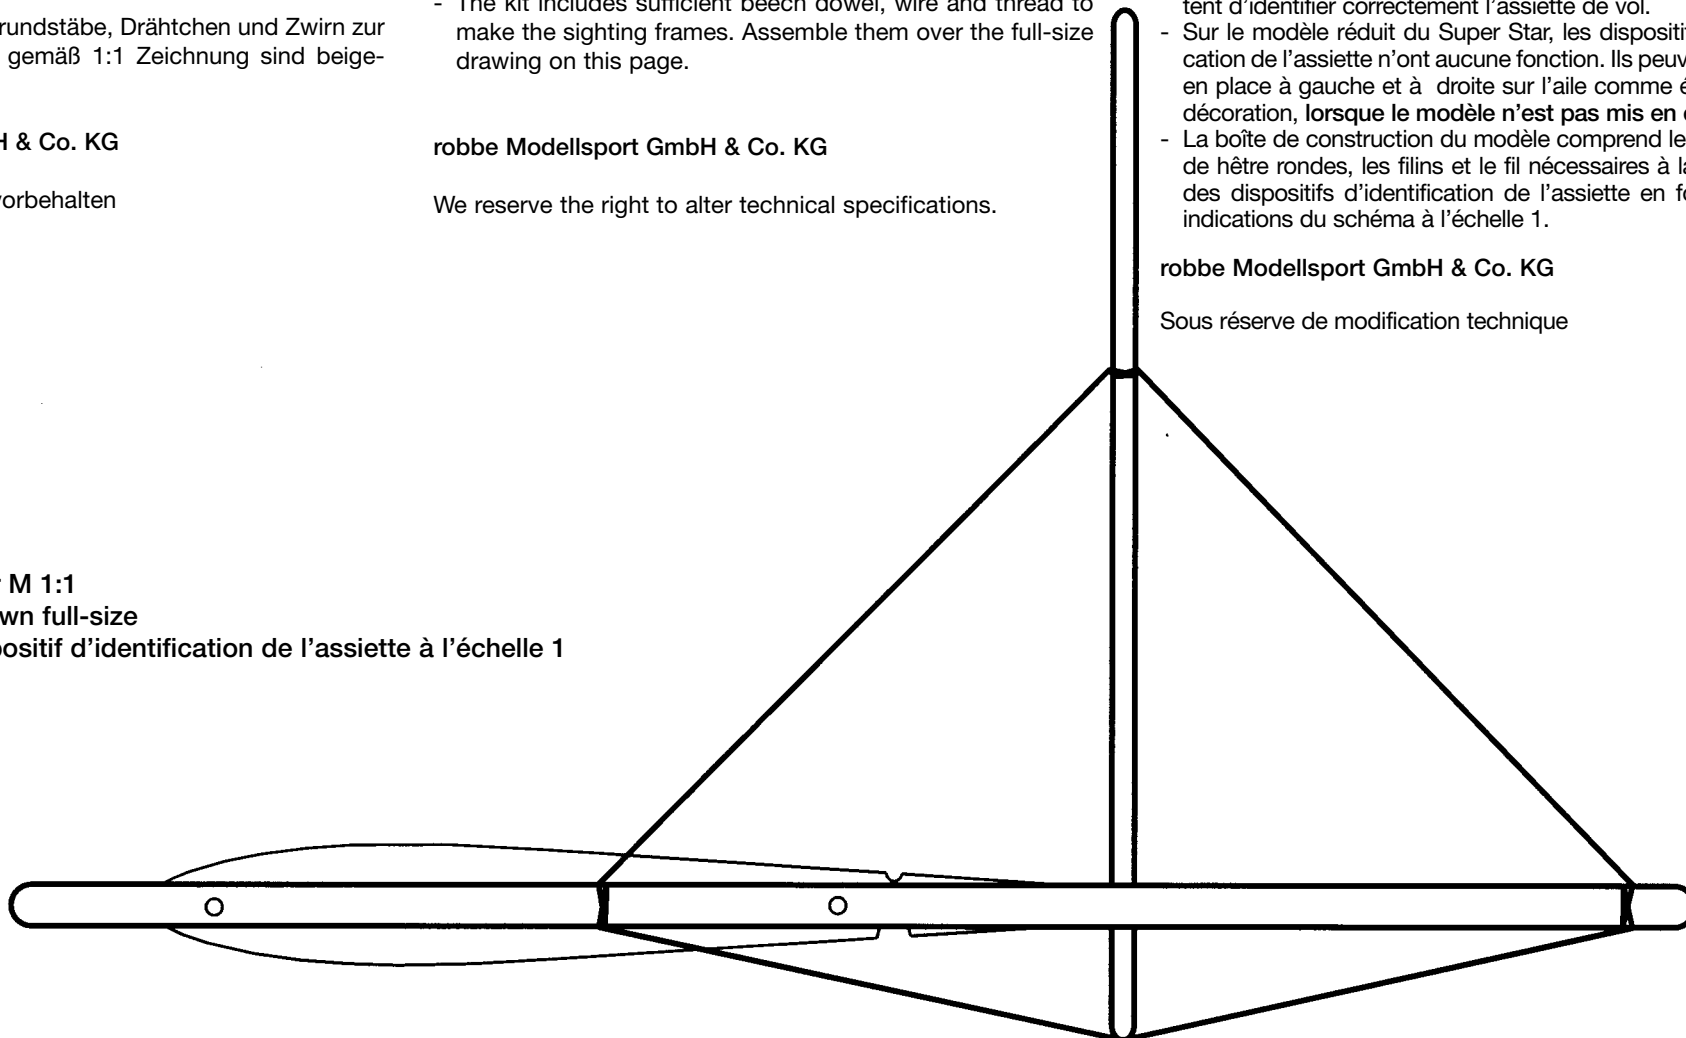 rundstäbe, Drähtchen und Zwirn zur
gemäß 1:1 Zeichnung sind beige-
H & Co. KG
vorbehalten
- The kit includes sufficient beech dowel, wire and thread to
make the sighting frames. Assemble them over the full-size
drawing on this page.
robbe Modellsport GmbH & Co. KG
We reserve the right to alter technical specifications.
tent d’identifier correctement l’assiette de vol.
- Sur le modèle réduit du Super Star, les dispositif
cation de l’assiette n’ont aucune fonction. Ils peuv
en place à gauche et à droite sur l’aile comme é
décoration, lorsque le modèle n’est pas mis en
- La boîte de construction du modèle comprend le
de hêtre rondes, les filins et le fil nécessaires à la
des dispositifs d’identification de l’assiette en fo
indications du schéma à l’échelle 1.
robbe Modellsport GmbH & Co. KG
Sous réserve de modification technique
M 1:1
wn full-size
positif d’identification de l’assiette à l’échelle 1